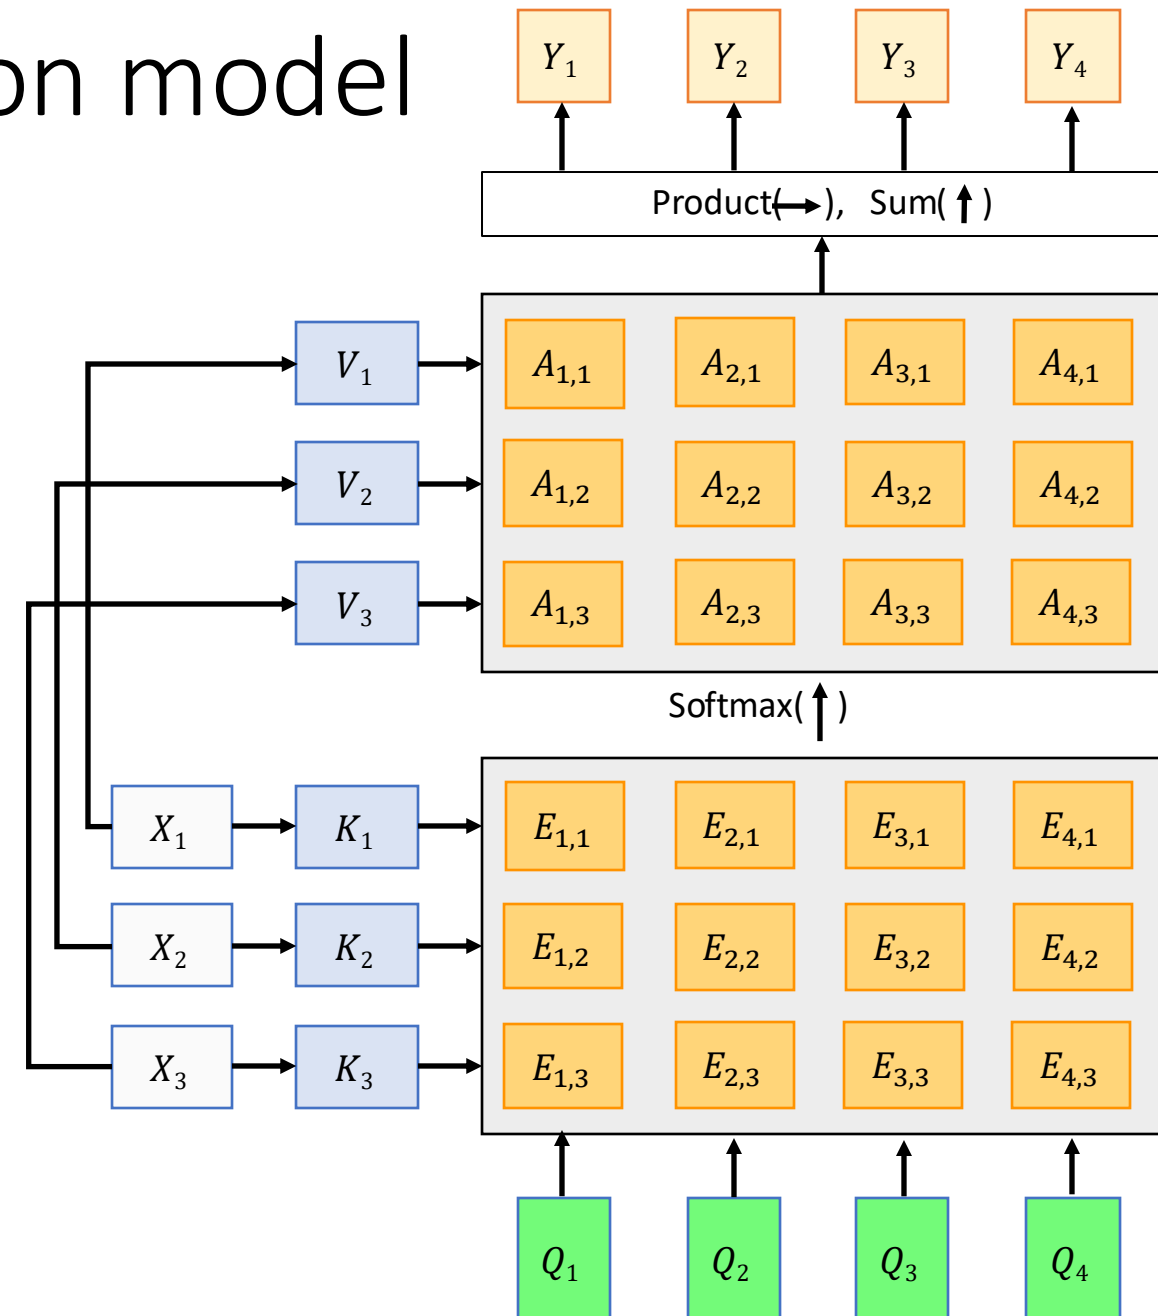 on model
Y₁ Y₂ Y₃ Y₄
Product(→), Sum(↑)
V₁ A₁,₁ A₂,₁ A₃,₁ A₄,₁
V₂ A₁,₂ A₂,₂ A₃,₂ A₄,₂
V₃ A₁,₃ A₂,₃ A₃,₃ A₄,₃
Softmax(↑)
X₁ K₁ E₁,₁ E₂,₁ E₃,₁ E₄,₁
X₂ K₂ E₁,₂ E₂,₂ E₃,₂ E₄,₂
X₃ K₃ E₁,₃ E₂,₃ E₃,₃ E₄,₃
Q₁ Q₂ Q₃ Q₄